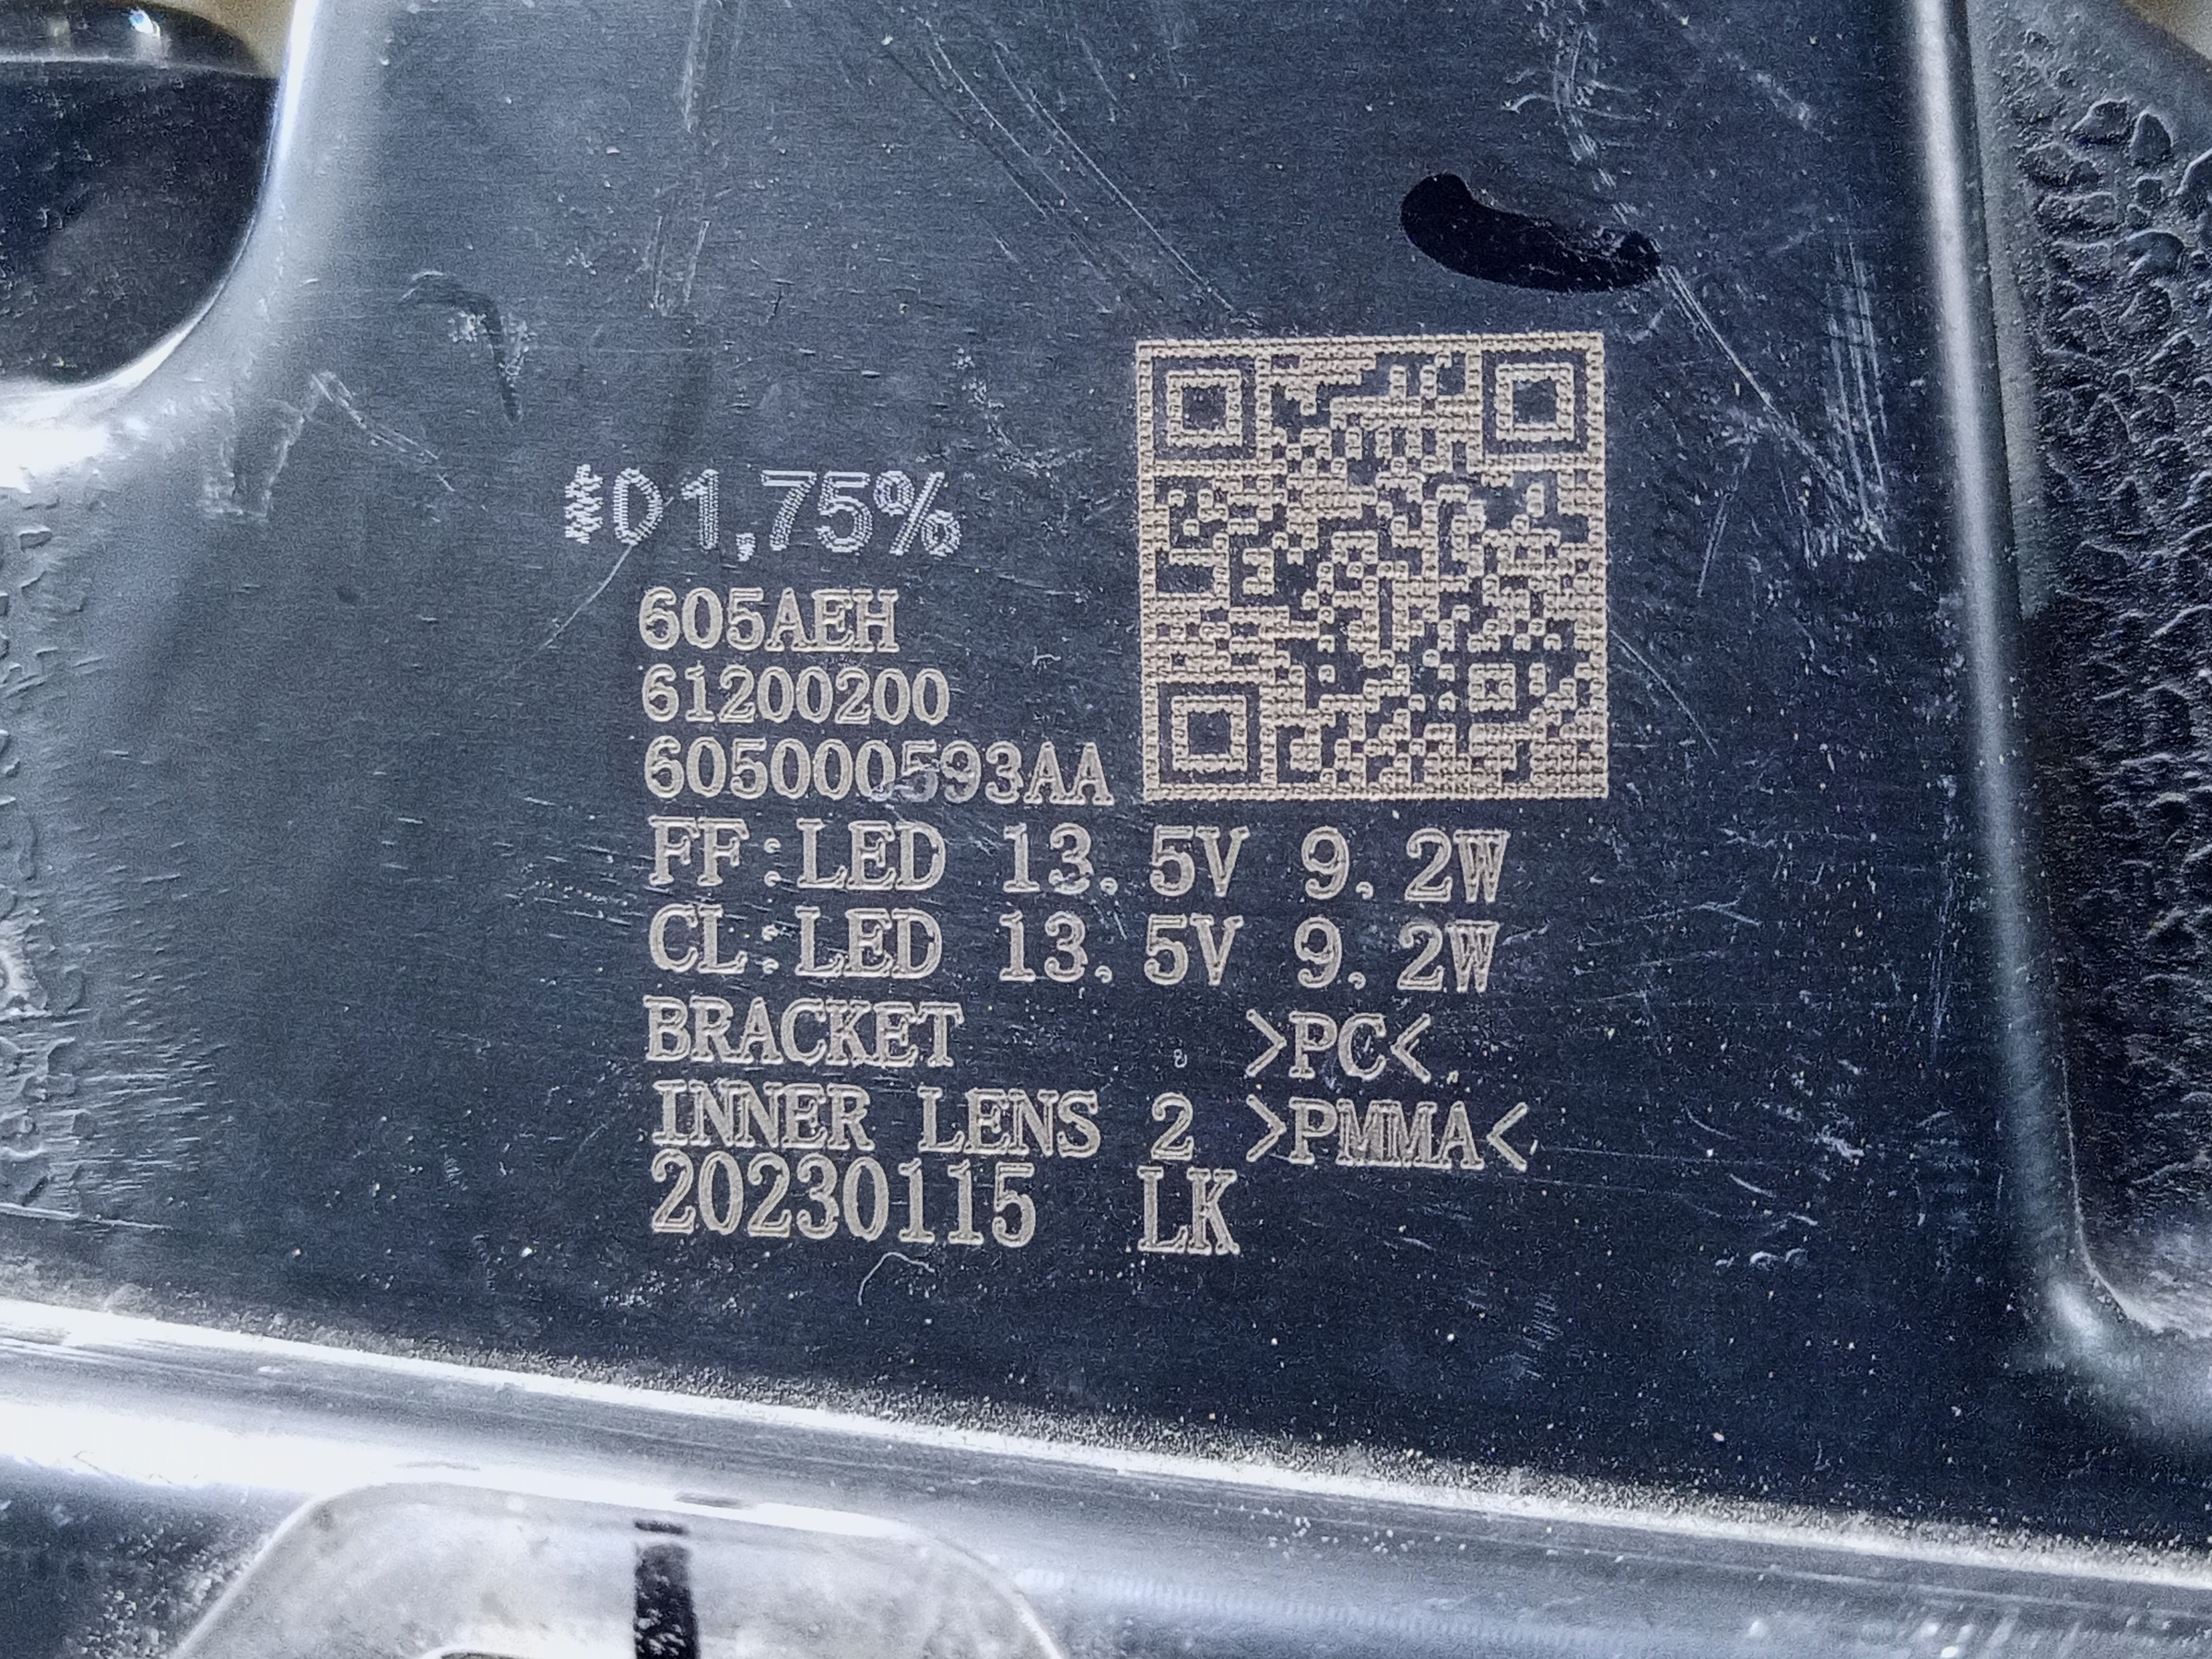 01,75%
605AEH
61200200
605000593AA
FF:LED 13.5V 9.2W
CL:LED 13.5V 9.2W
BRACKET >PC<
INNER LENS 2 >PMMA<
20230115 LK